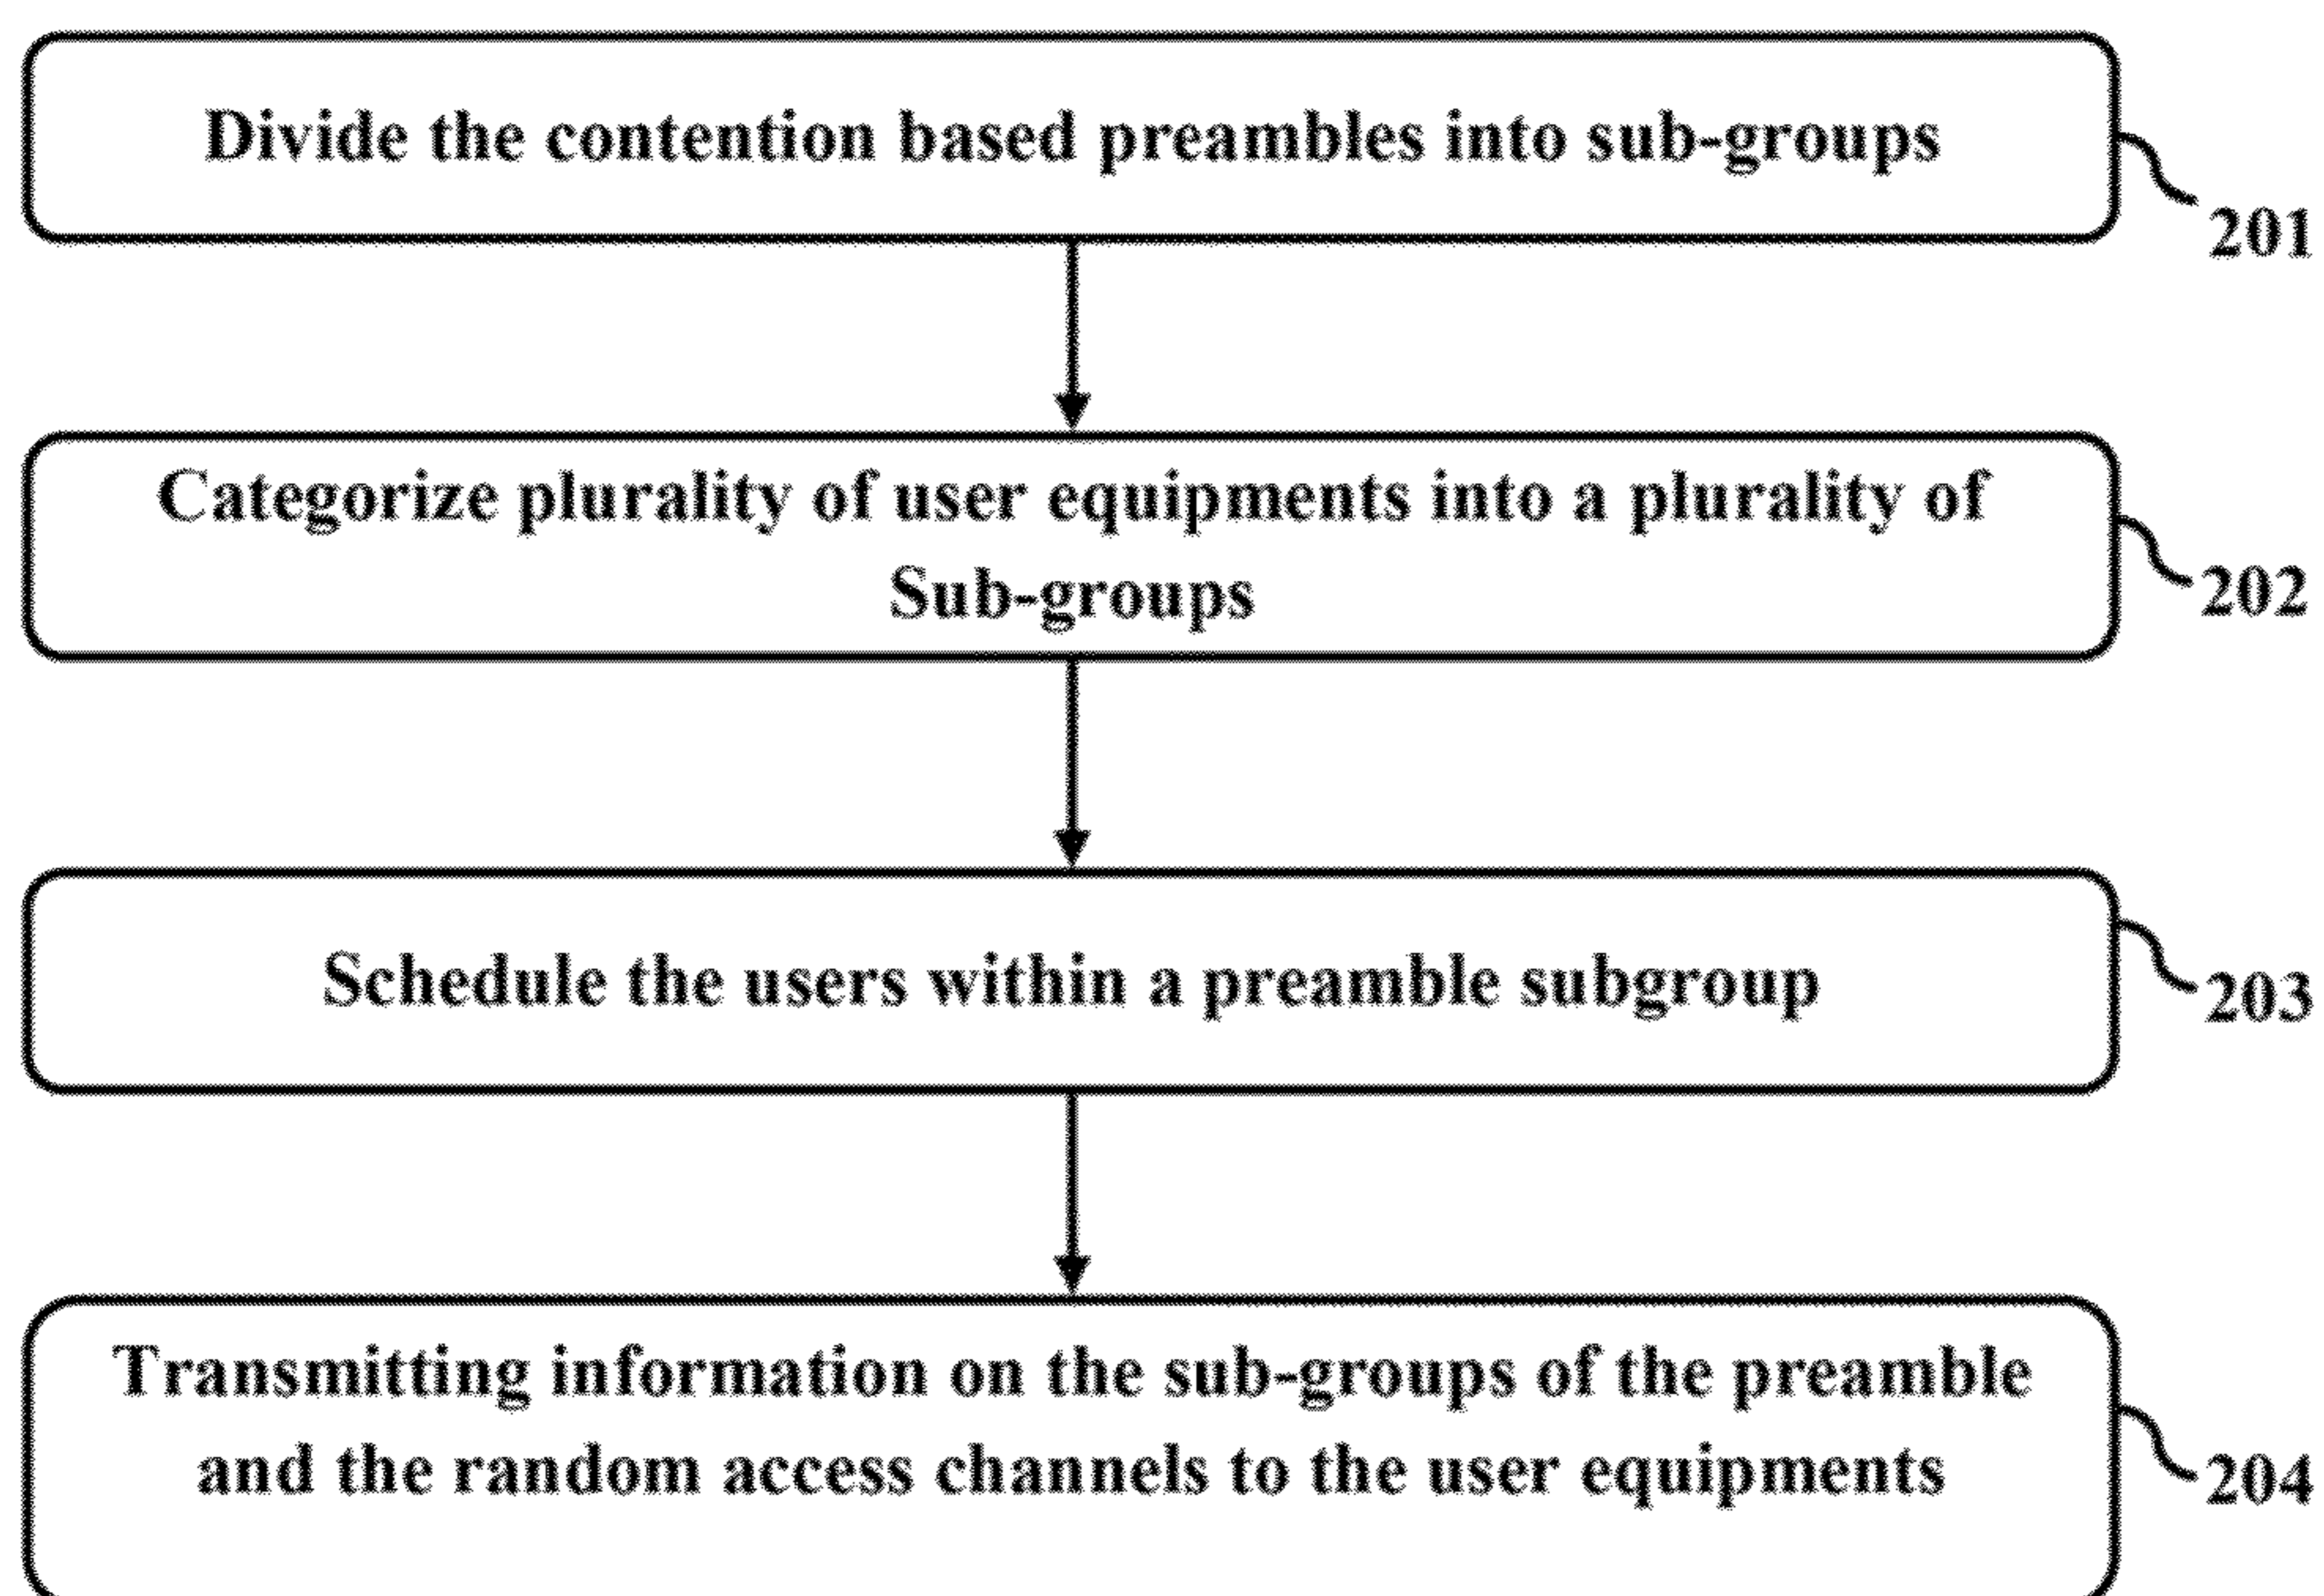 Divide the contention based preambles into sub-groups
201
Categorize plurality of user equipments into a plurality of
Sub-groups
202
Schedule the users within a preamble subgroup
203
Transmitting information on the sub-groups of the preamble
and the random access channels to the user equipments
204